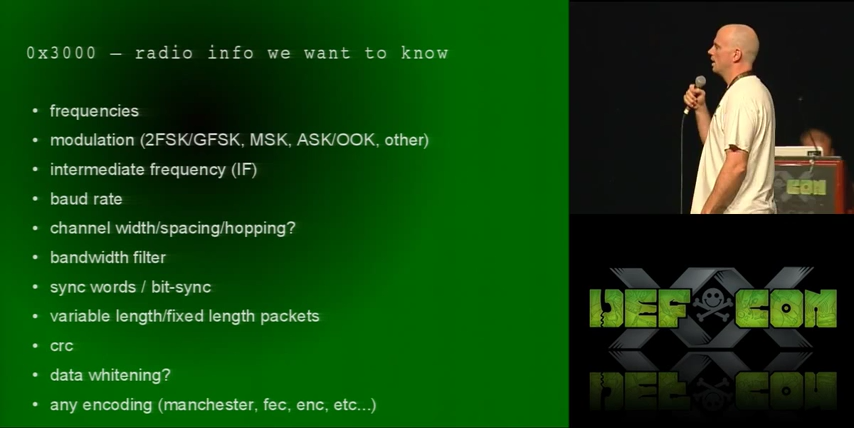 0x3000 – radio info we want to know
• frequencies
• modulation (2FSK/GFSK, MSK, ASK/OOK, other)
• intermediate frequency (IF)
• baud rate
• channel width/spacing/hopping?
• bandwidth filter
• sync words / bit-sync
• variable length/fixed length packets
• crc
• data whitening?
• any encoding (manchester, fec, enc, etc...)
CON
XX
DEF CON